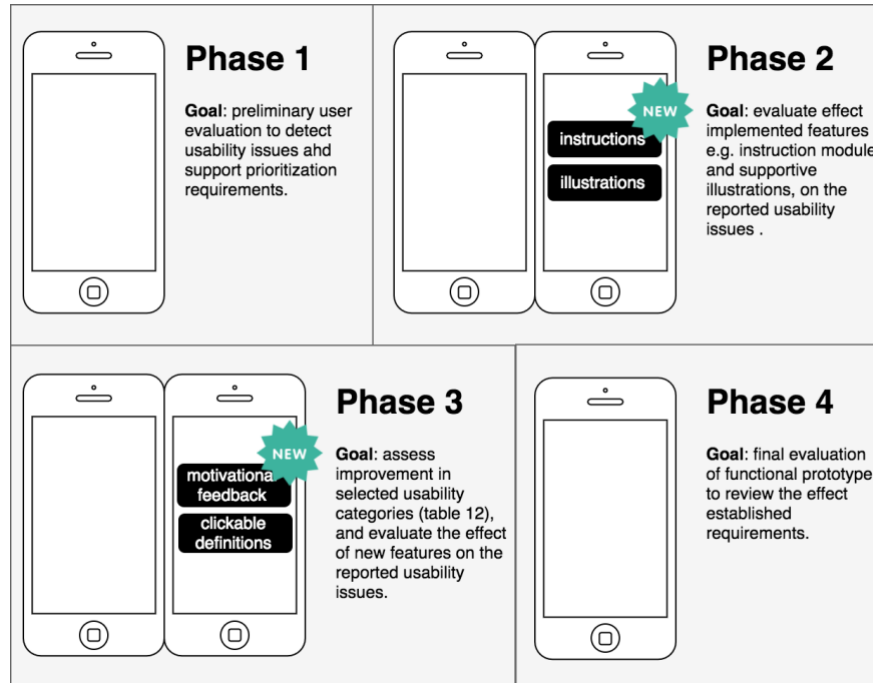 Phase 1
Goal: preliminary user
evaluation to detect
usability issues ahd
support prioritization
requirements.
NEW
instructions
illustrations
Phase 2
Goal: evaluate effect
implemented features
e.g. instruction module
and supportive
illustrations, on the
reported usability
issues .
NEW
motivational
feedback
clickable
definitions
Phase 3
Goal: assess
improvement in
selected usability
categories (table 12),
and evaluate the effect
of new features on the
reported usability
issues.
Phase 4
Goal: final evaluation
of functional prototype
to review the effect
established
requirements.